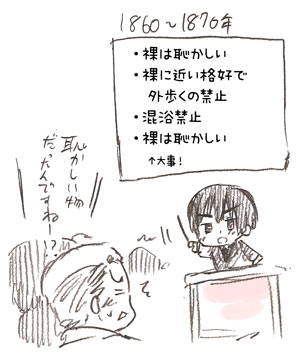 1860~1870年
・裸は恥かしい
・裸に近い格好で
外歩くの禁止
・混浴禁止
・裸は恥かしい
↑大事!
恥かしい物
だったんですねー!?